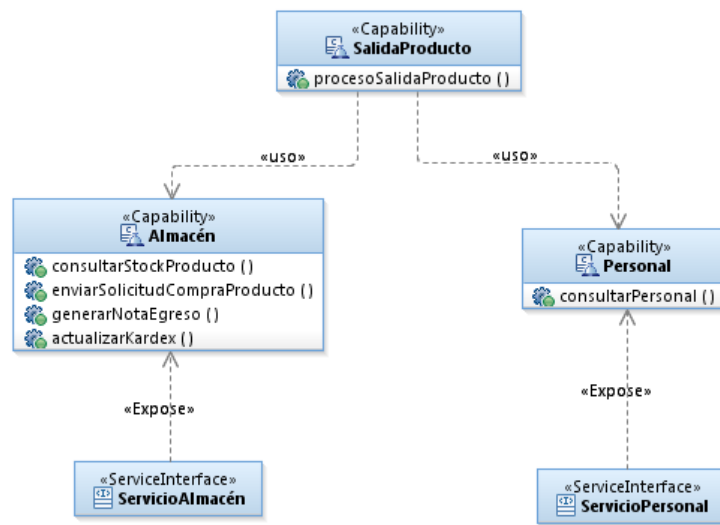 «Capability»
SalidaProducto
procesoSalidaProducto ( )
«uso»
«uso»
«Capability»
Almacén
consultarStockProducto ( )
enviarSolicitudCompraProducto ( )
generarNotaEgreso ( )
actualizarKardex ( )
«Capability»
Personal
consultarPersonal ( )
«Expose»
«Expose»
«ServiceInterface»
ServicioAlmacén
«ServiceInterface»
ServicioPersonal